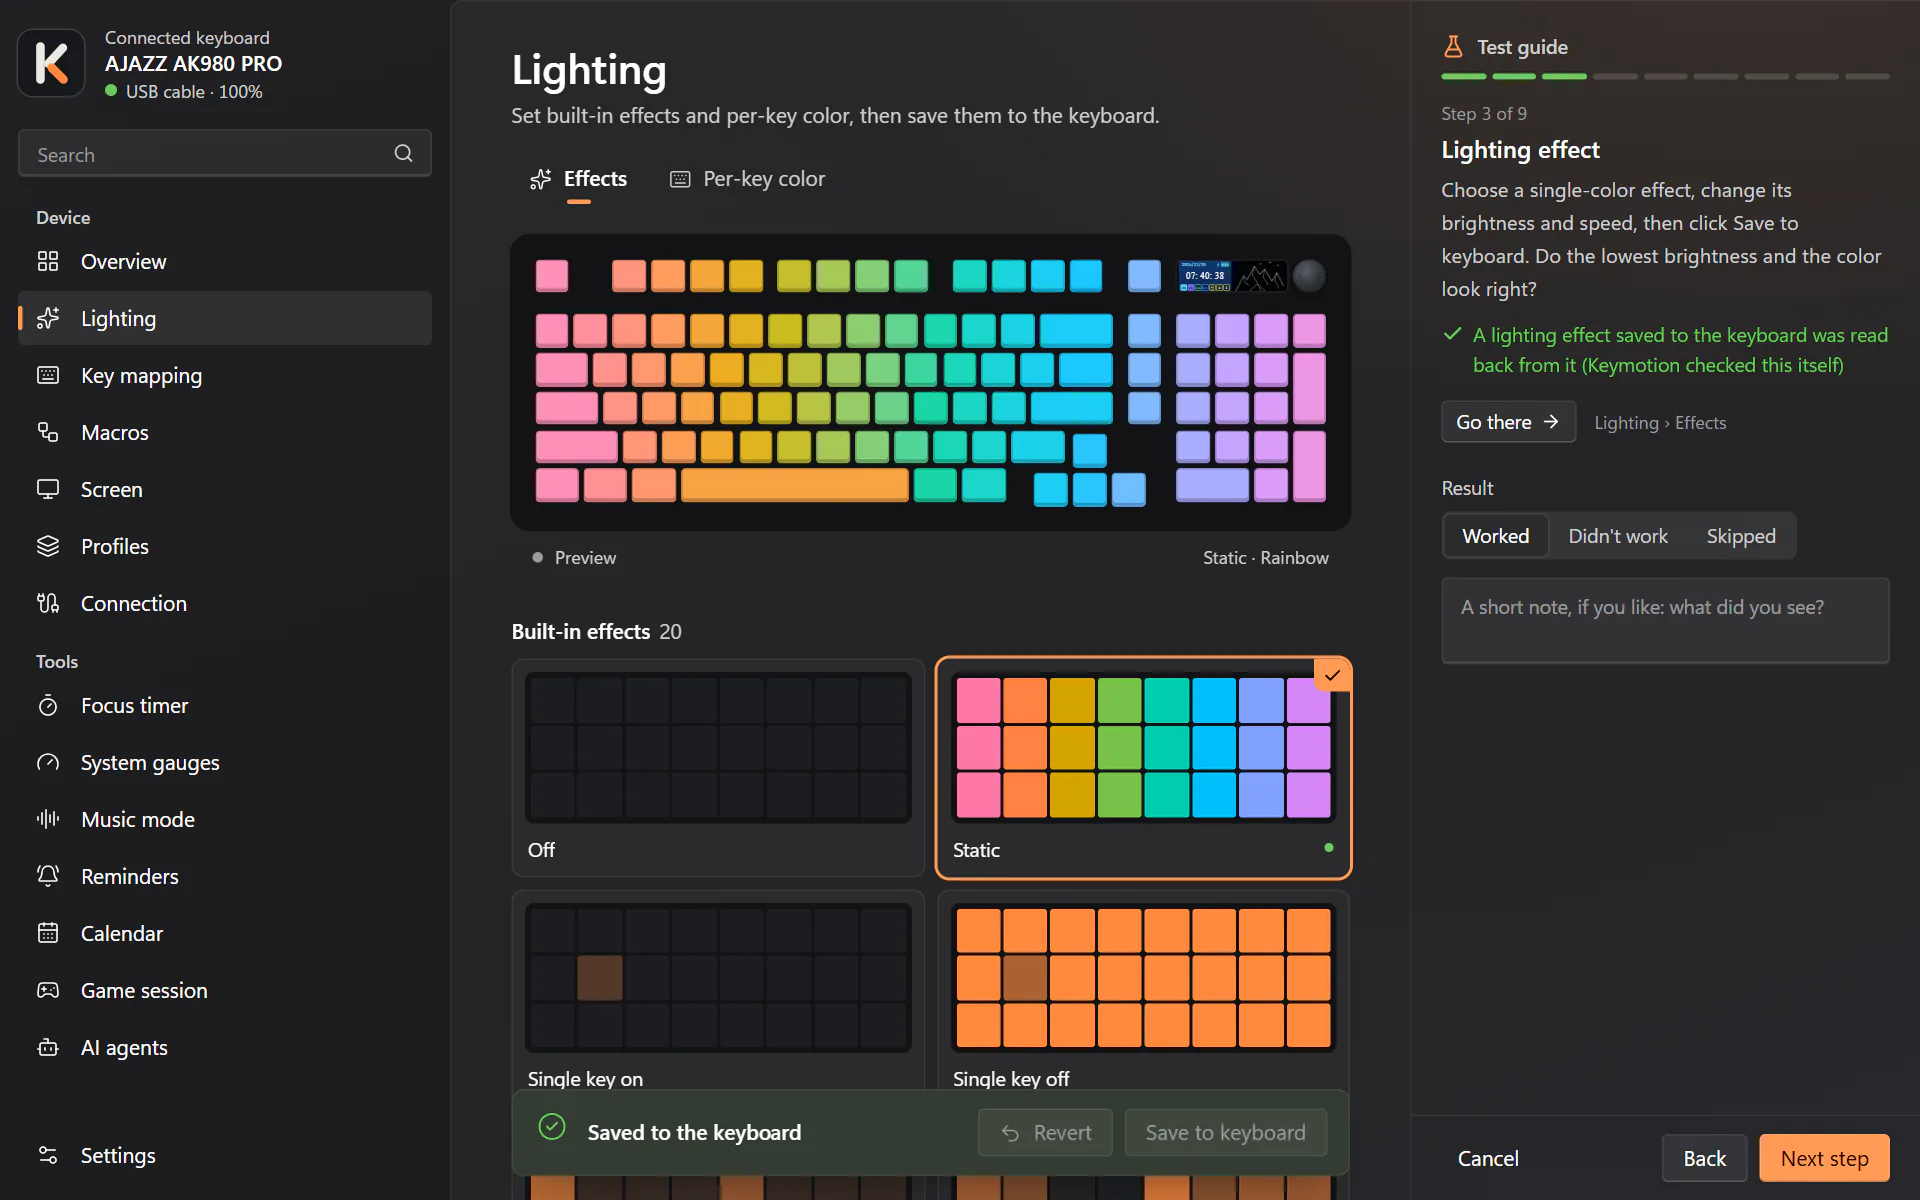 Connected keyboard
AJAZZ AK980 PRO
USB cable · 100%
Search
Device
Overview
Lighting
Key mapping
Macros
Screen
Profiles
Connection
Tools
Focus timer
System gauges
Music mode
Reminders
Calendar
Game session
AI agents
Settings
Lighting
Set built-in effects and per-key color, then save them to the keyboard.
Effects
Per-key color
07: 40: 38
Preview
Static · Rainbow
Built-in effects 20
Off
Static
Single key on
Single key off
Saved to the keyboard
Revert
Save to keyboard
Test guide
Step 3 of 9
Lighting effect
Choose a single-color effect, change its
brightness and speed, then click Save to
keyboard. Do the lowest brightness and the color
look right?
A lighting effect saved to the keyboard was read
back from it (Keymotion checked this itself)
Go there
Lighting › Effects
Result
Worked
Didn't work
Skipped
A short note, if you like: what did you see?
Cancel
Back
Next step